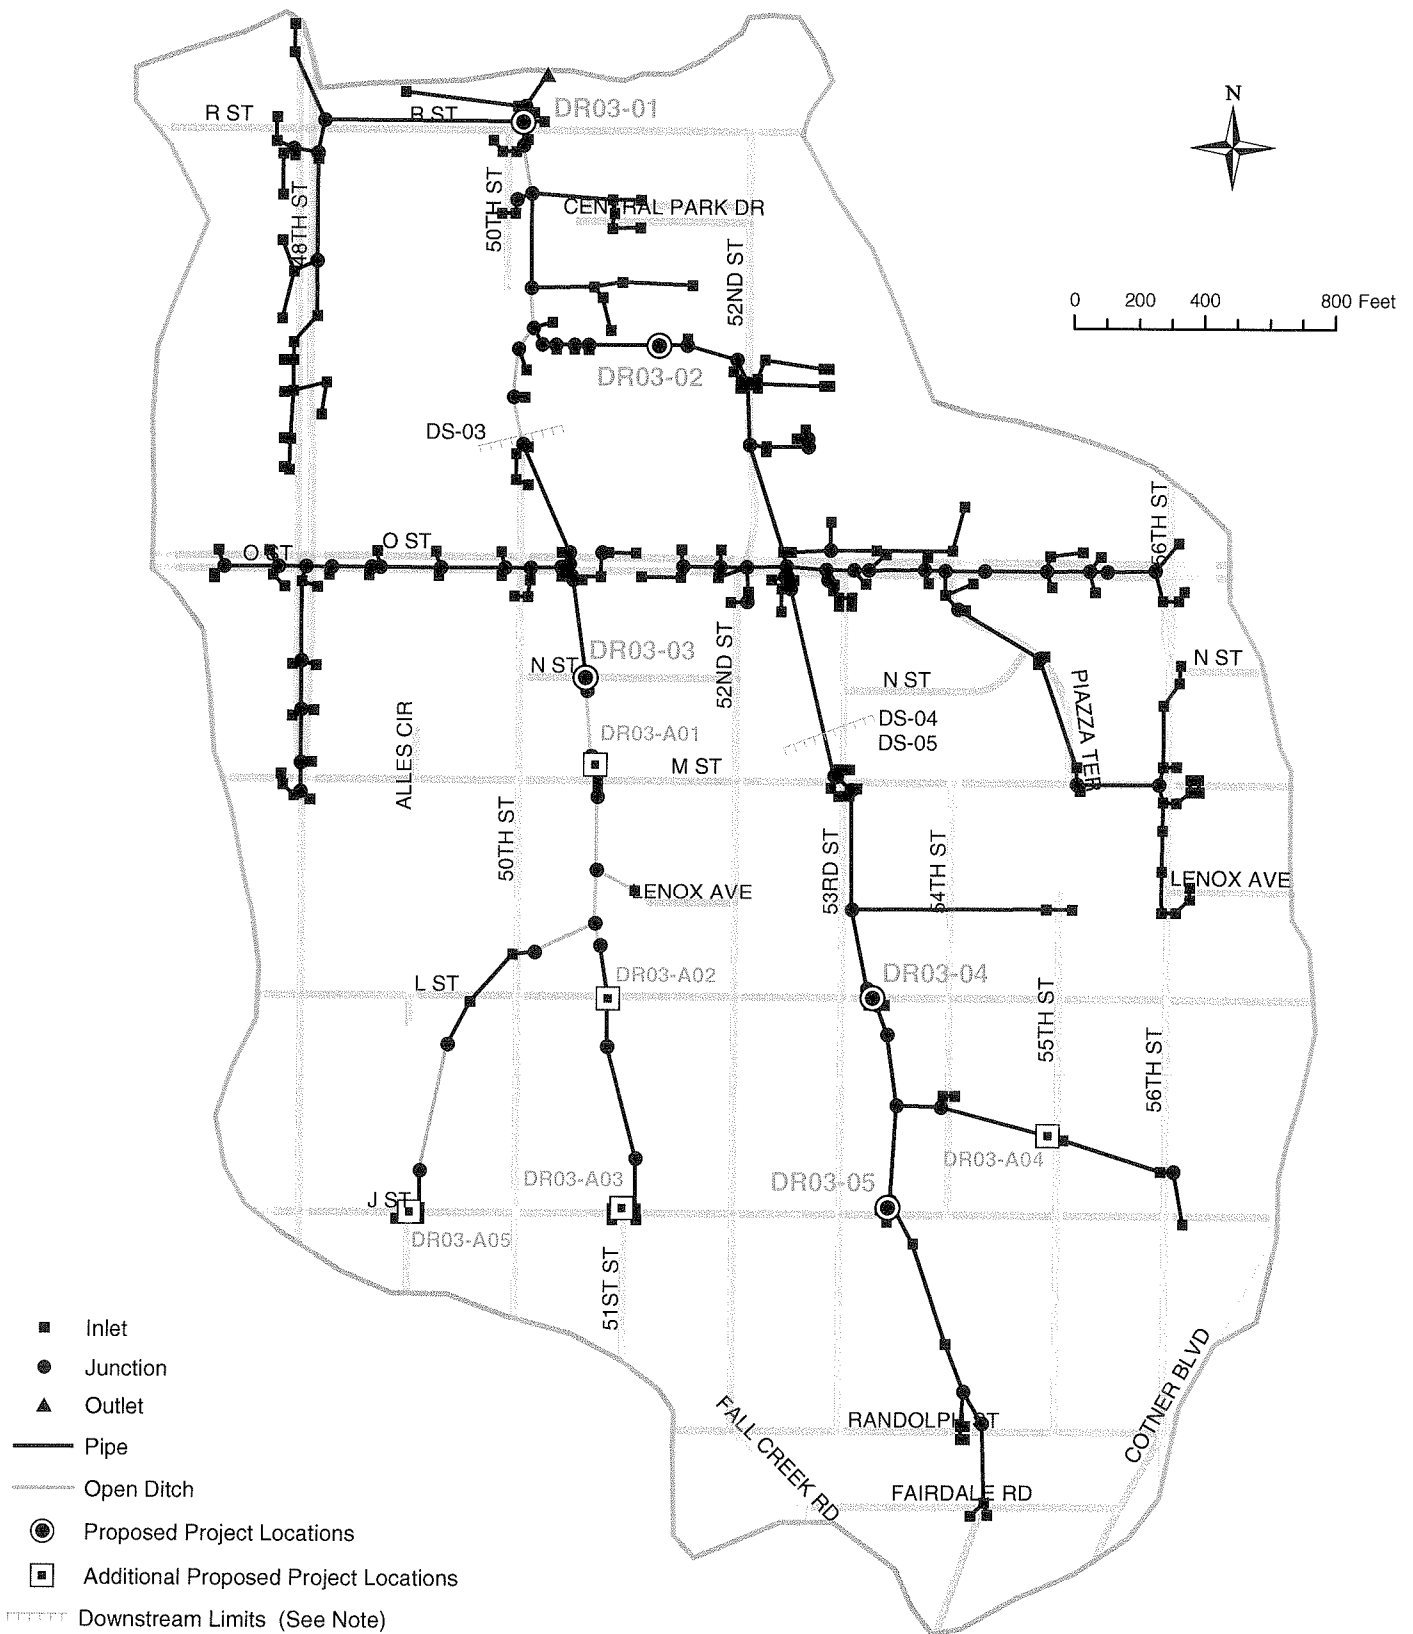 DR03-01
R ST
R ST
N
48TH ST
50TH ST
CENTRAL PARK DR
52ND ST
0 200 400 800 Feet
DR03-02
DS-03
O ST
O ST
56TH ST
DR03-03
N ST
52ND ST
N ST
N ST
PIAZZA TER
DS-04
DS-05
DR03-A01
ALLES CIR
M ST
50TH ST
53RD ST
54TH ST
LENOX AVE
LENOX AVE
DR03-A02
DR03-04
L ST
55TH ST
56TH ST
DR03-A04
DR03-A03
DR03-05
J ST
DR03-A05
51ST ST
FALL CREEK RD
RANDOLPH ST
COTNER BLVD
FAIRDALE RD
Inlet
Junction
Outlet
Pipe
Open Ditch
Proposed Project Locations
Additional Proposed Project Locations
Downstream Limits (See Note)